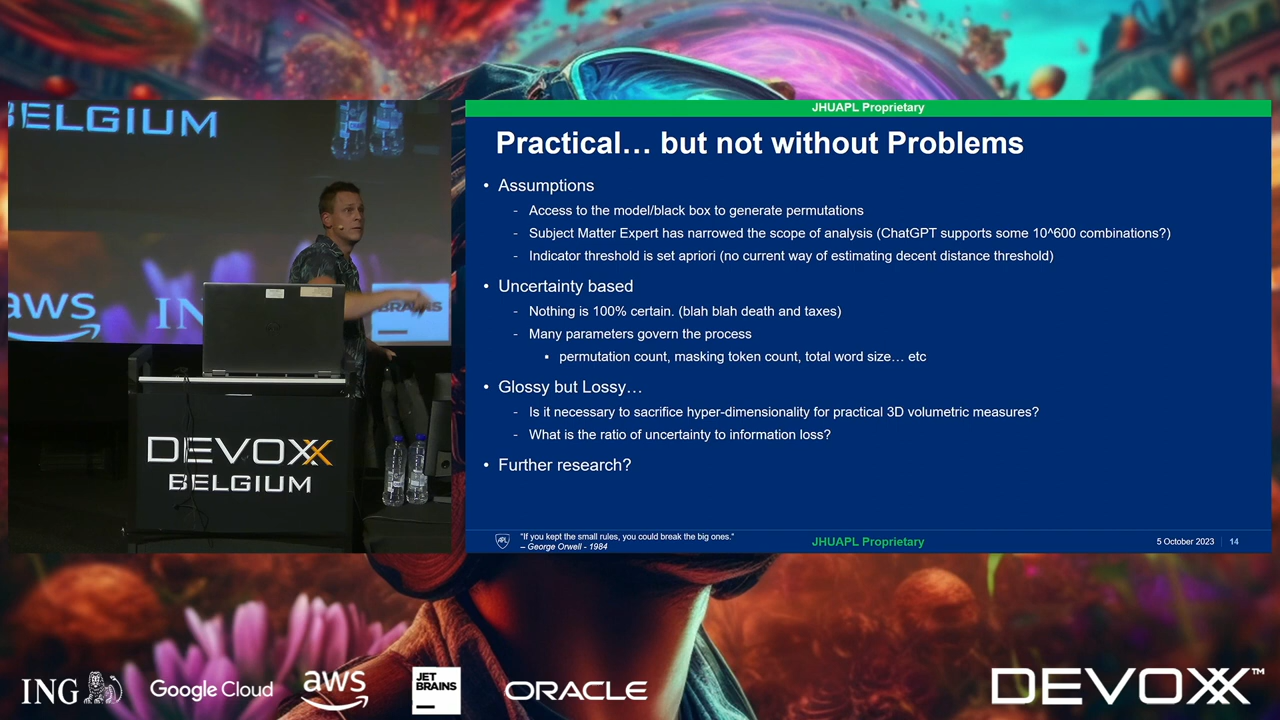 BELGIUM
aws
IN
BRAINS
DEVOXX
BELGIUM
JHUAPL Proprietary
Practical… but not without Problems
• Assumptions
- Access to the model/black box to generate permutations
- Subject Matter Expert has narrowed the scope of analysis (ChatGPT supports some 10^600 combinations?)
- Indicator threshold is set apriori (no current way of estimating decent distance threshold)
• Uncertainty based
- Nothing is 100% certain. (blah blah death and taxes)
- Many parameters govern the process
▪ permutation count, masking token count, total word size… etc
• Glossy but Lossy…
- Is it necessary to sacrifice hyper-dimensionality for practical 3D volumetric measures?
- What is the ratio of uncertainty to information loss?
• Further research?
APL
"If you kept the small rules, you could break the big ones."
– George Orwell - 1984
JHUAPL Proprietary
5 October 2023 | 14
ING
Google Cloud
aws
JET
BRAINS
ORACLE
DEVOXX™